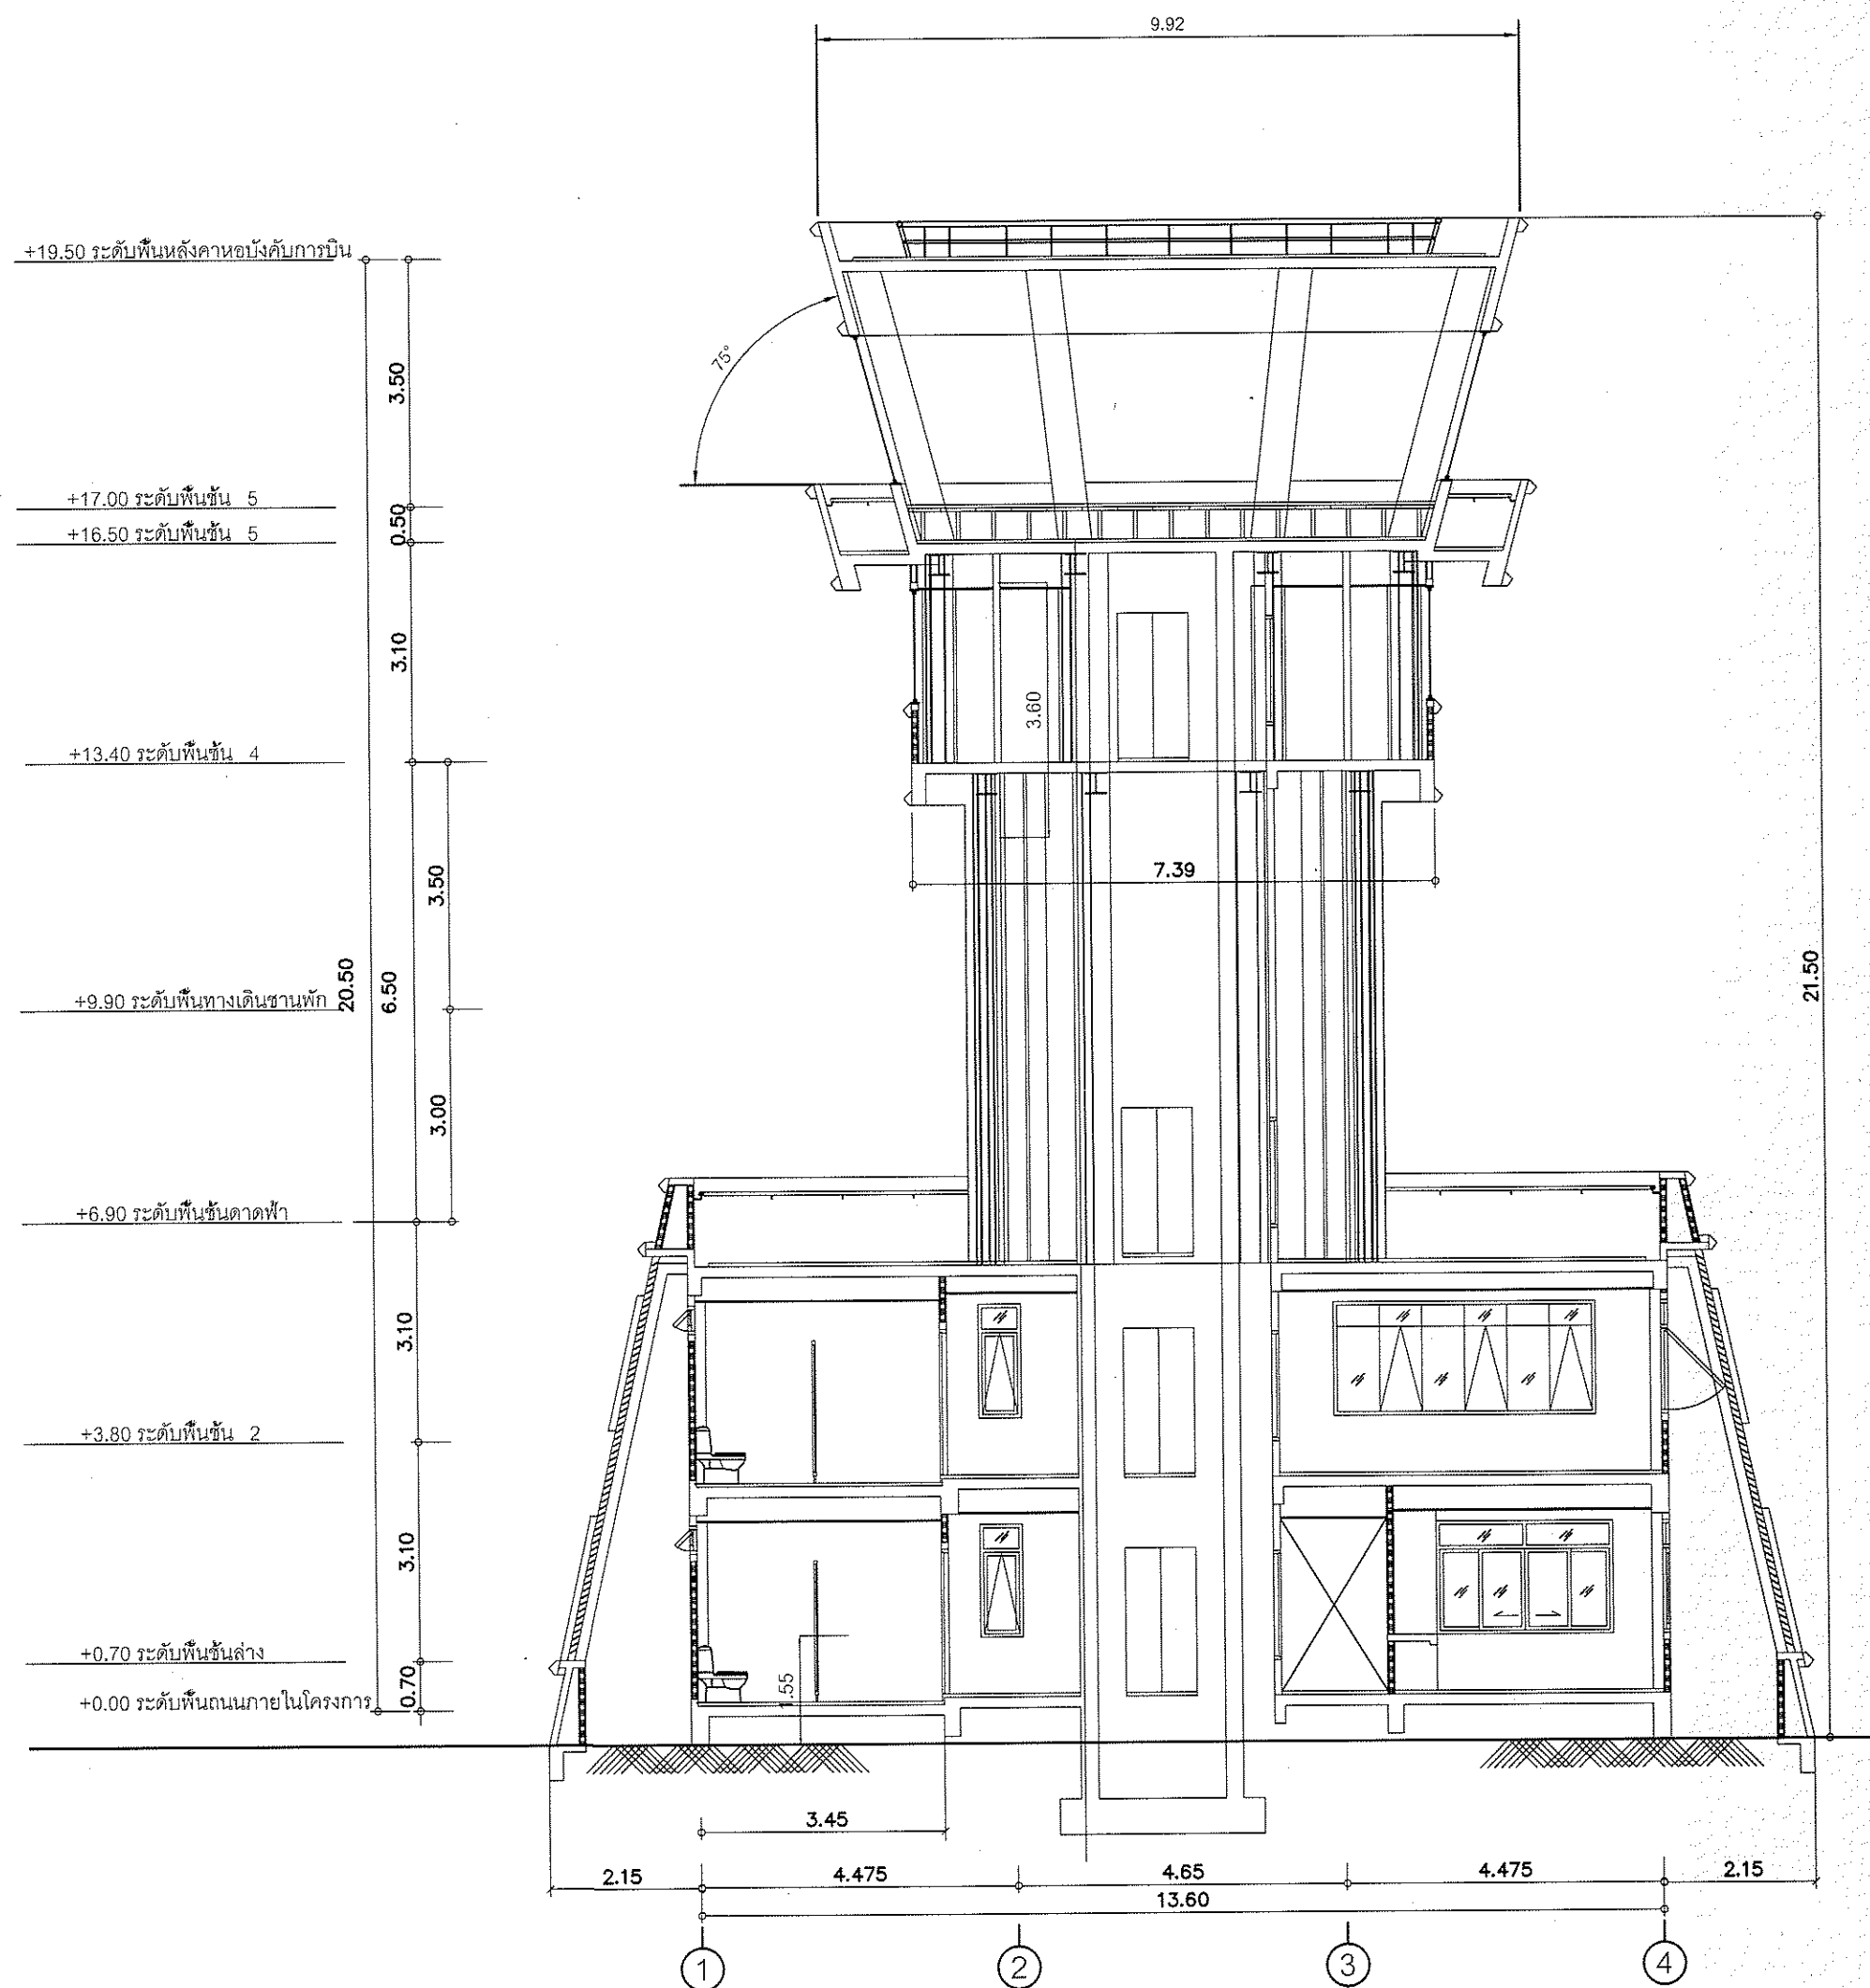 9.92
+19.50 ระดับพื้นหลังคาหอบังคับการบิน
75°
3.50
+17.00 ระดับพื้นชั้น 5
0.50
+16.50 ระดับพื้นชั้น 5
3.10
3.60
+13.40 ระดับพื้นชั้น 4
7.39
3.50
20.50
6.50
21.50
+9.90 ระดับพื้นทางเดินชานพัก
3.00
+6.90 ระดับพื้นชั้นดาดฟ้า
3.10
+3.80 ระดับพื้นชั้น 2
3.10
+0.70 ระดับพื้นชั้นล่าง
0.70
1.55
+0.00 ระดับพื้นถนนภายในโครงการ
3.45
2.15 4.475 4.65 4.475 2.15
13.60
1 2 3 4